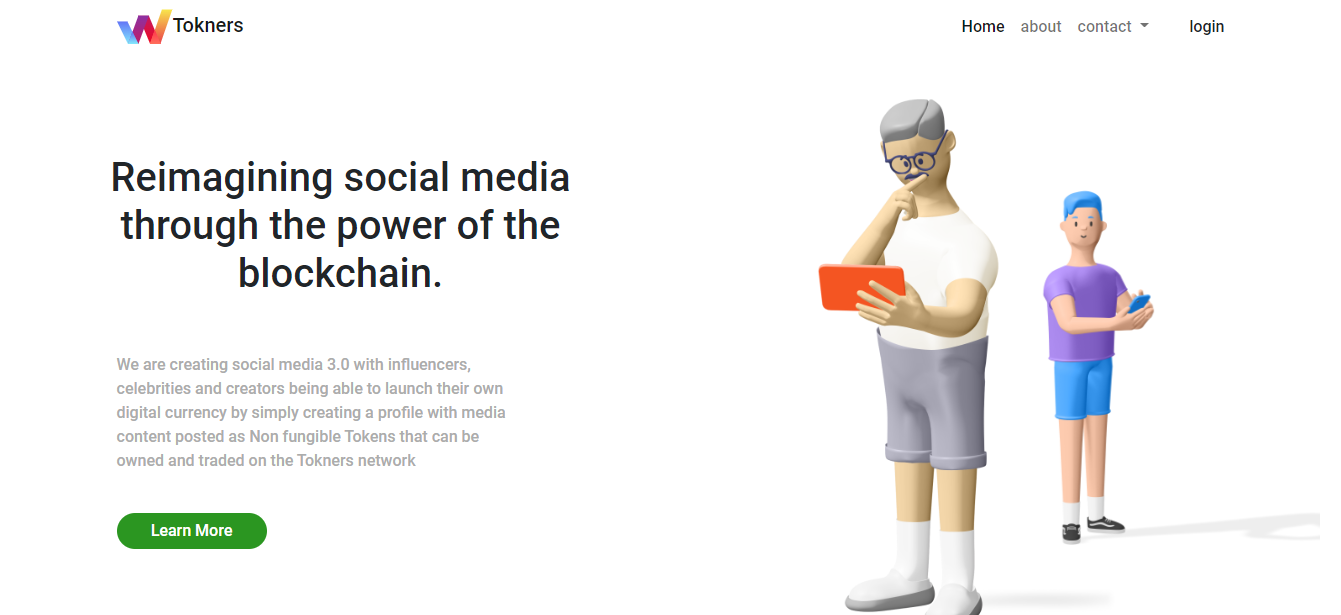 Tokners
Home about contact login
Reimagining social media
through the power of the
blockchain.
We are creating social media 3.0 with influencers,
celebrities and creators being able to launch their own
digital currency by simply creating a profile with media
content posted as Non fungible Tokens that can be
owned and traded on the Tokners network
Learn More